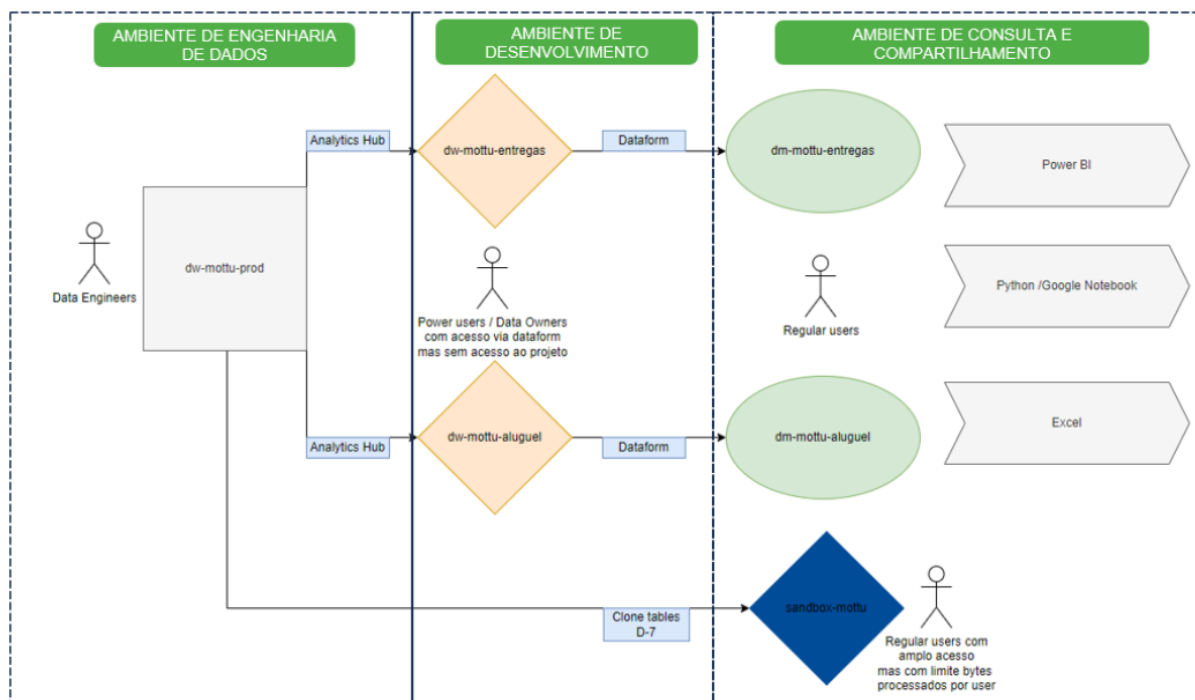 AMBIENTE DE ENGENHARIA
DE DADOS
AMBIENTE DE
DESENVOLVIMENTO
AMBIENTE DE CONSULTA E
COMPARTILHAMENTO
Analytics Hub
dw-mottu-entregas
Dataform
dm-mottu-entregas
Power BI
dw-mottu-prod
Data Engineers
Power users / Data Owners
com acesso via dataform
mas sem acesso ao projeto
Regular users
Python /Google Notebook
Analytics Hub
dw-mottu-aluguel
Dataform
dm-mottu-aluguel
Excel
Clone tables
D-7
sandbox-mottu
Regular users com
amplo acesso
mas com limite bytes
processados por user